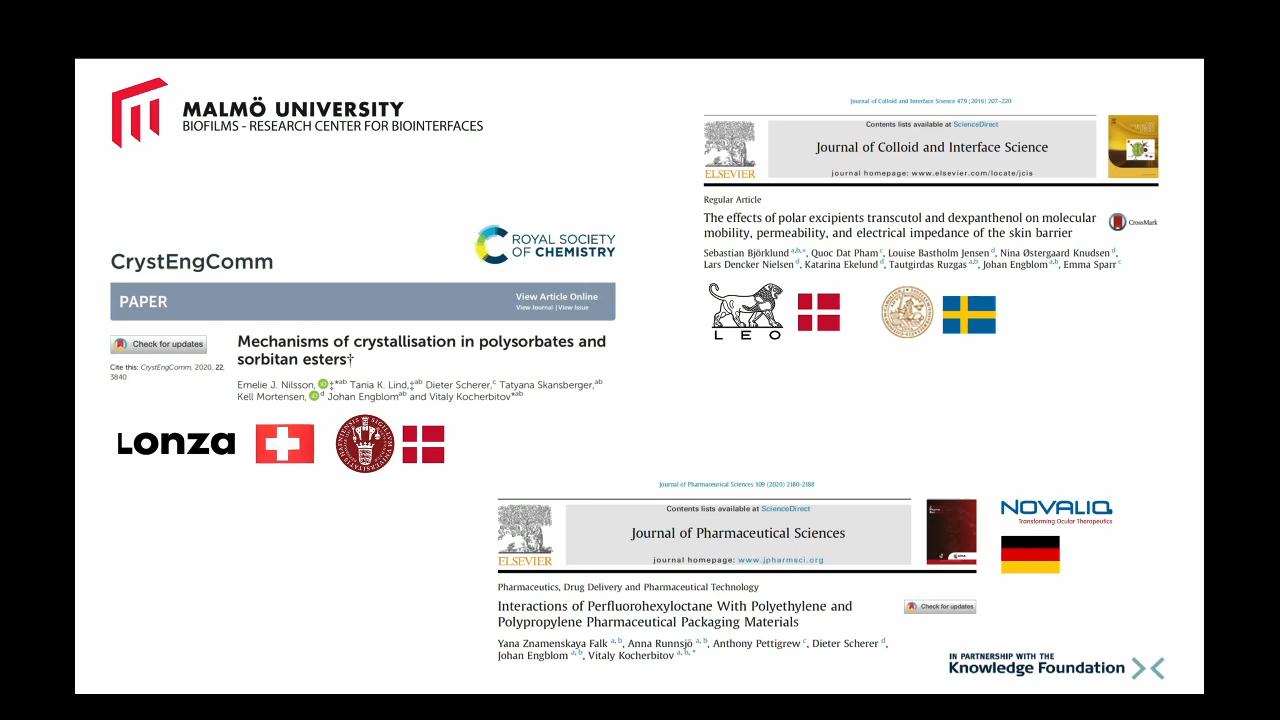 MALMÖ UNIVERSITY
BIOFILMS - RESEARCH CENTER FOR BIOINTERFACES
CrystEngComm
ROYAL SOCIETY
OF CHEMISTRY
PAPER
View Article Online
View Journal | View Issue
Check for updates
Cite this: CrystEngComm, 2020, 22,
3840
Mechanisms of crystallisation in polysorbates and
sorbitan esters†
Emelie J. Nilsson, iD ‡*ab Tania K. Lind,‡ab Dieter Scherer,c Tatyana Skansberger,ab
Kell Mortensen, iD d Johan Engblomab and Vitaly Kocherbitov*ab
Lonza
Journal of Colloid and Interface Science 479 (2016) 207–220
Contents lists available at ScienceDirect
Journal of Colloid and Interface Science
journal homepage: www.elsevier.com/locate/jcis
ELSEVIER
Regular Article
The effects of polar excipients transcutol and dexpanthenol on molecular
mobility, permeability, and electrical impedance of the skin barrier
CrossMark
Sebastian Björklund a,b,*, Quoc Dat Pham c, Louise Bastholm Jensen d, Nina Østergaard Knudsen d,
Lars Dencker Nielsen d, Katarina Ekelund d, Tautgirdas Ruzgas a,b, Johan Engblom a,b, Emma Sparr c
LEO
Journal of Pharmaceutical Sciences 109 (2020) 2180-2188
Contents lists available at ScienceDirect
Journal of Pharmaceutical Sciences
journal homepage: www.jpharmsci.org
ELSEVIER
Pharmaceutics, Drug Delivery and Pharmaceutical Technology
Interactions of Perfluorohexyloctane With Polyethylene and
Polypropylene Pharmaceutical Packaging Materials
Check for updates
Yana Znamenskaya Falk a, b, Anna Runnsjö a, b, Anthony Pettigrew c, Dieter Scherer d,
Johan Engblom a, b, Vitaly Kocherbitov a, b, *
NOVALIQ
Transforming Ocular Therapeutics
IN PARTNERSHIP WITH THE
Knowledge Foundation